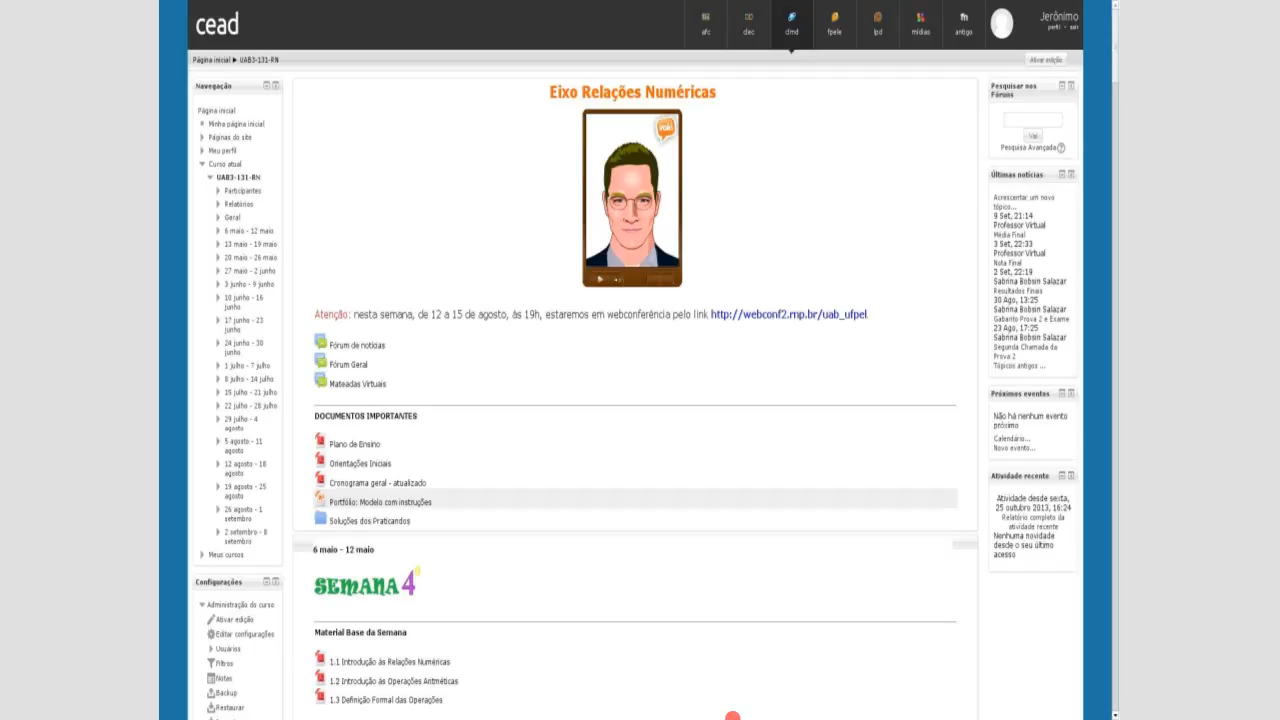 cead
afc
clec
clmd
fpele
lpd
mídias
antigo
Jerônimo
perfil - sair
Página inicial ▶ UAB3-131-RN
Ativar edição
Navegação
Página inicial
Minha página inicial
Páginas do site
Meu perfil
Curso atual
UAB3-131-RN
Participantes
Relatórios
Geral
6 maio - 12 maio
13 maio - 19 maio
20 maio - 26 maio
27 maio - 2 junho
3 junho - 9 junho
10 junho - 16
junho
17 junho - 23
junho
24 junho - 30
junho
1 julho - 7 julho
8 julho - 14 julho
15 julho - 21 julho
22 julho - 28 julho
29 julho - 4
agosto
5 agosto - 11
agosto
12 agosto - 18
agosto
19 agosto - 25
agosto
26 agosto - 1
setembro
2 setembro - 8
setembro
Meus cursos
Configurações
Administração do curso
Ativar edição
Editar configurações
Usuários
Filtros
Notas
Backup
Restaurar
Eixo Relações Numéricas
voki
Atenção: nesta semana, de 12 a 15 de agosto, às 19h, estaremos em webconferência pelo link http://webconf2.rnp.br/uab_ufpel.
Fórum de notícias
Fórum Geral
Mateadas Virtuais
DOCUMENTOS IMPORTANTES
Plano de Ensino
Orientações Iniciais
Cronograma geral - atualizado
Portfólio: Modelo com instruções
Soluções dos Praticandos
6 maio - 12 maio
SEMANA 4
Material Base da Semana
1.1 Introdução às Relações Numéricas
1.2 Introdução às Operações Aritméticas
1.3 Definição Formal das Operações
Pesquisar nos
Fóruns
Vai
Pesquisa Avançada
Últimas notícias
Acrescentar um novo
tópico...
9 Set, 21:14
Professor Virtual
Média Final
3 Set, 22:33
Professor Virtual
Nota Final
2 Set, 22:19
Sabrina Bobsin Salazar
Resultados Finais
30 Ago, 13:25
Sabrina Bobsin Salazar
Gabarito Prova 2 e Exame
23 Ago, 17:25
Sabrina Bobsin Salazar
Segunda Chamada da
Prova 2
Tópicos antigos ...
Próximos eventos
Não há nenhum evento
próximo
Calendário...
Novo evento...
Atividade recente
Atividade desde sexta,
25 outubro 2013, 16:24
Relatório completo da
atividade recente
Nenhuma novidade
desde o seu último
acesso